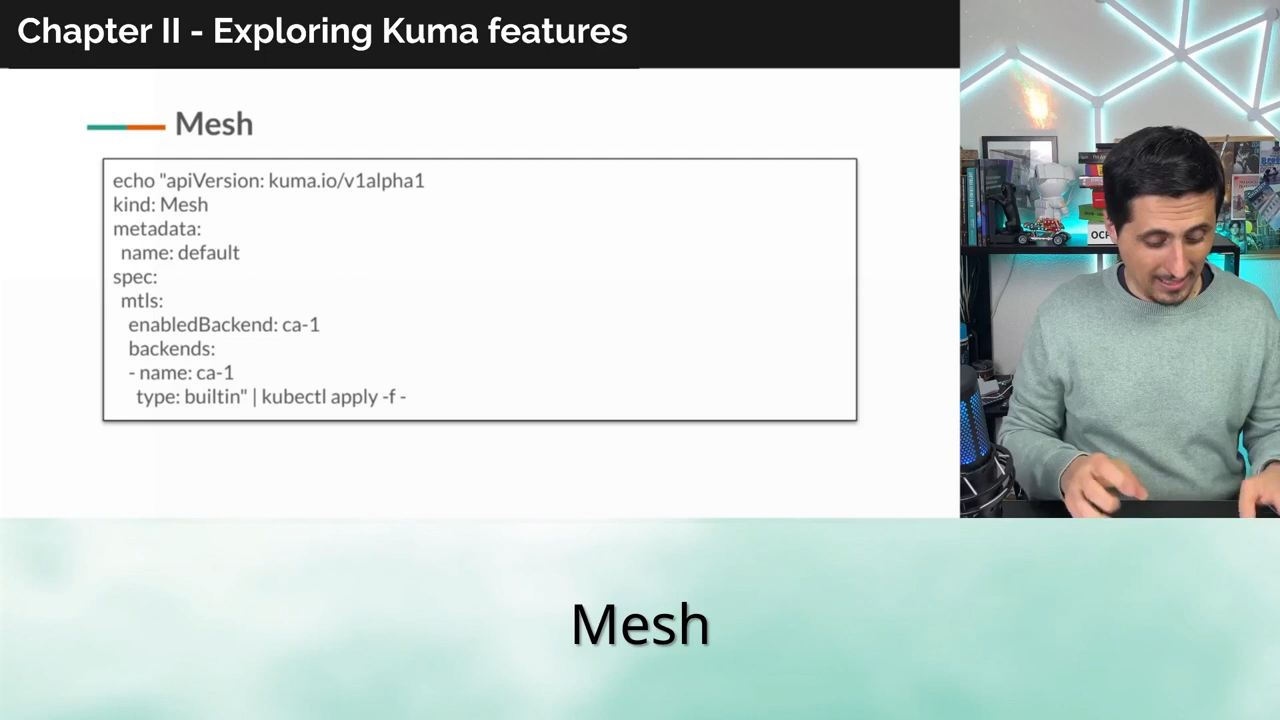 Chapter II - Exploring Kuma features
Mesh
echo "apiVersion: kuma.io/v1alpha1
kind: Mesh
metadata:
  name: default
spec:
  mtls:
    enabledBackend: ca-1
    backends:
    - name: ca-1
      type: builtin" | kubectl apply -f -
OCP
Mesh